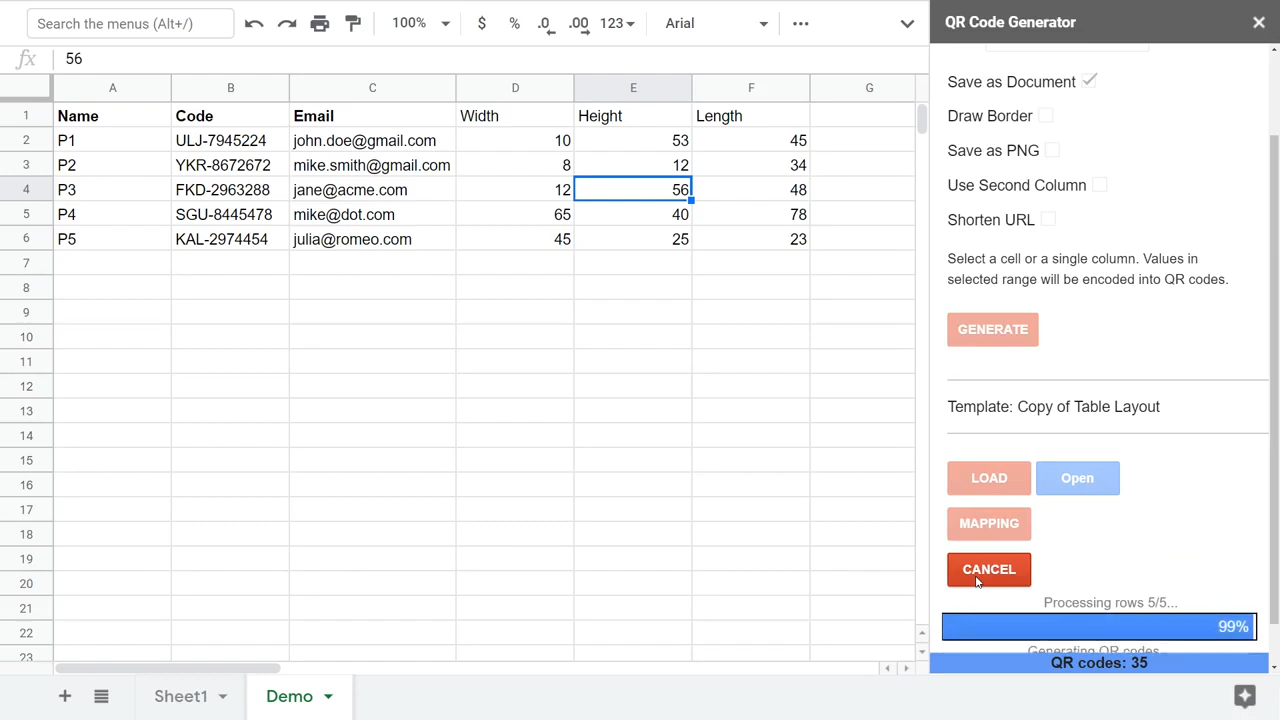 Search the menus (Alt+/)
100%
$ % .0 .00 123
Arial
QR Code Generator
fx 56
A B C D E F G
1 Name Code Email Width Height Length
2 P1 ULJ-7945224 john.doe@gmail.com 10 53 45
3 P2 YKR-8672672 mike.smith@gmail.com 8 12 34
4 P3 FKD-2963288 jane@acme.com 12 56 48
5 P4 SGU-8445478 mike@dot.com 65 40 78
6 P5 KAL-2974454 julia@romeo.com 45 25 23
7
8
9
10
11
12
13
14
15
16
17
18
19
20
21
22
23
Sheet1
Demo
Save as Document
Draw Border
Save as PNG
Use Second Column
Shorten URL
Select a cell or a single column. Values in
selected range will be encoded into QR codes.
GENERATE
Template: Copy of Table Layout
LOAD Open
MAPPING
CANCEL
Processing rows 5/5...
99%
Generating QR codes...
QR codes: 35